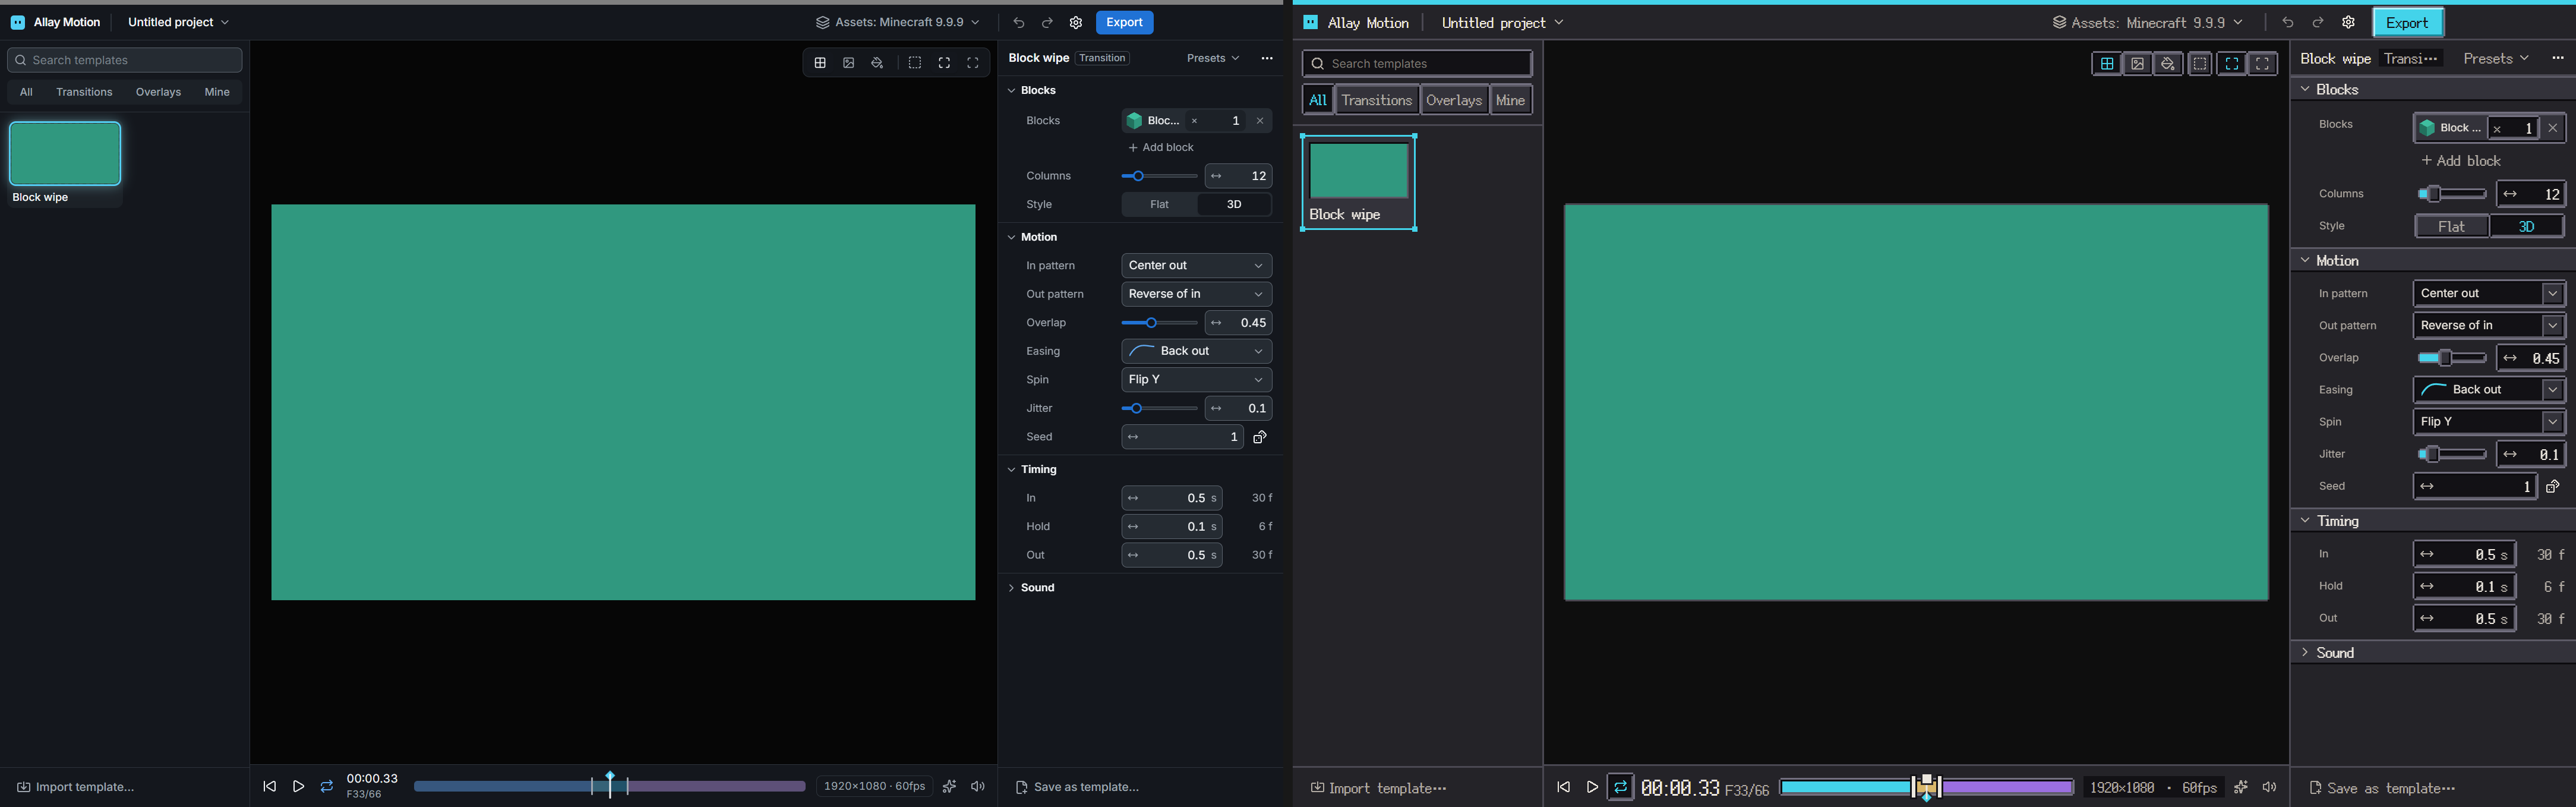 Allay Motion
Untitled project
Assets: Minecraft 9.9.9
Export
Search templates
All Transitions Overlays Mine
Block wipe
Import template...
00:00.33
F33/66
1920×1080 · 60fps
Block wipe Transition Presets
Blocks
Blocks Bloc... × 1
Add block
Columns 12
Style Flat 3D
Motion
In pattern Center out
Out pattern Reverse of in
Overlap 0.45
Easing Back out
Spin Flip Y
Jitter 0.1
Seed 1
Timing
In 0.5 s 30 f
Hold 0.1 s 6 f
Out 0.5 s 30 f
Sound
Save as template...
Allay Motion
Untitled project
Assets: Minecraft 9.9.9
Export
Search templates
All Transitions Overlays Mine
Block wipe
Import template...
00:00.33 F33/66
1920×1080 · 60fps
Block wipe Transi... Presets
Blocks
Blocks Block ... × 1
Add block
Columns 12
Style Flat 3D
Motion
In pattern Center out
Out pattern Reverse of in
Overlap 0.45
Easing Back out
Spin Flip Y
Jitter 0.1
Seed 1
Timing
In 0.5 s 30 f
Hold 0.1 s 6 f
Out 0.5 s 30 f
Sound
Save as template...